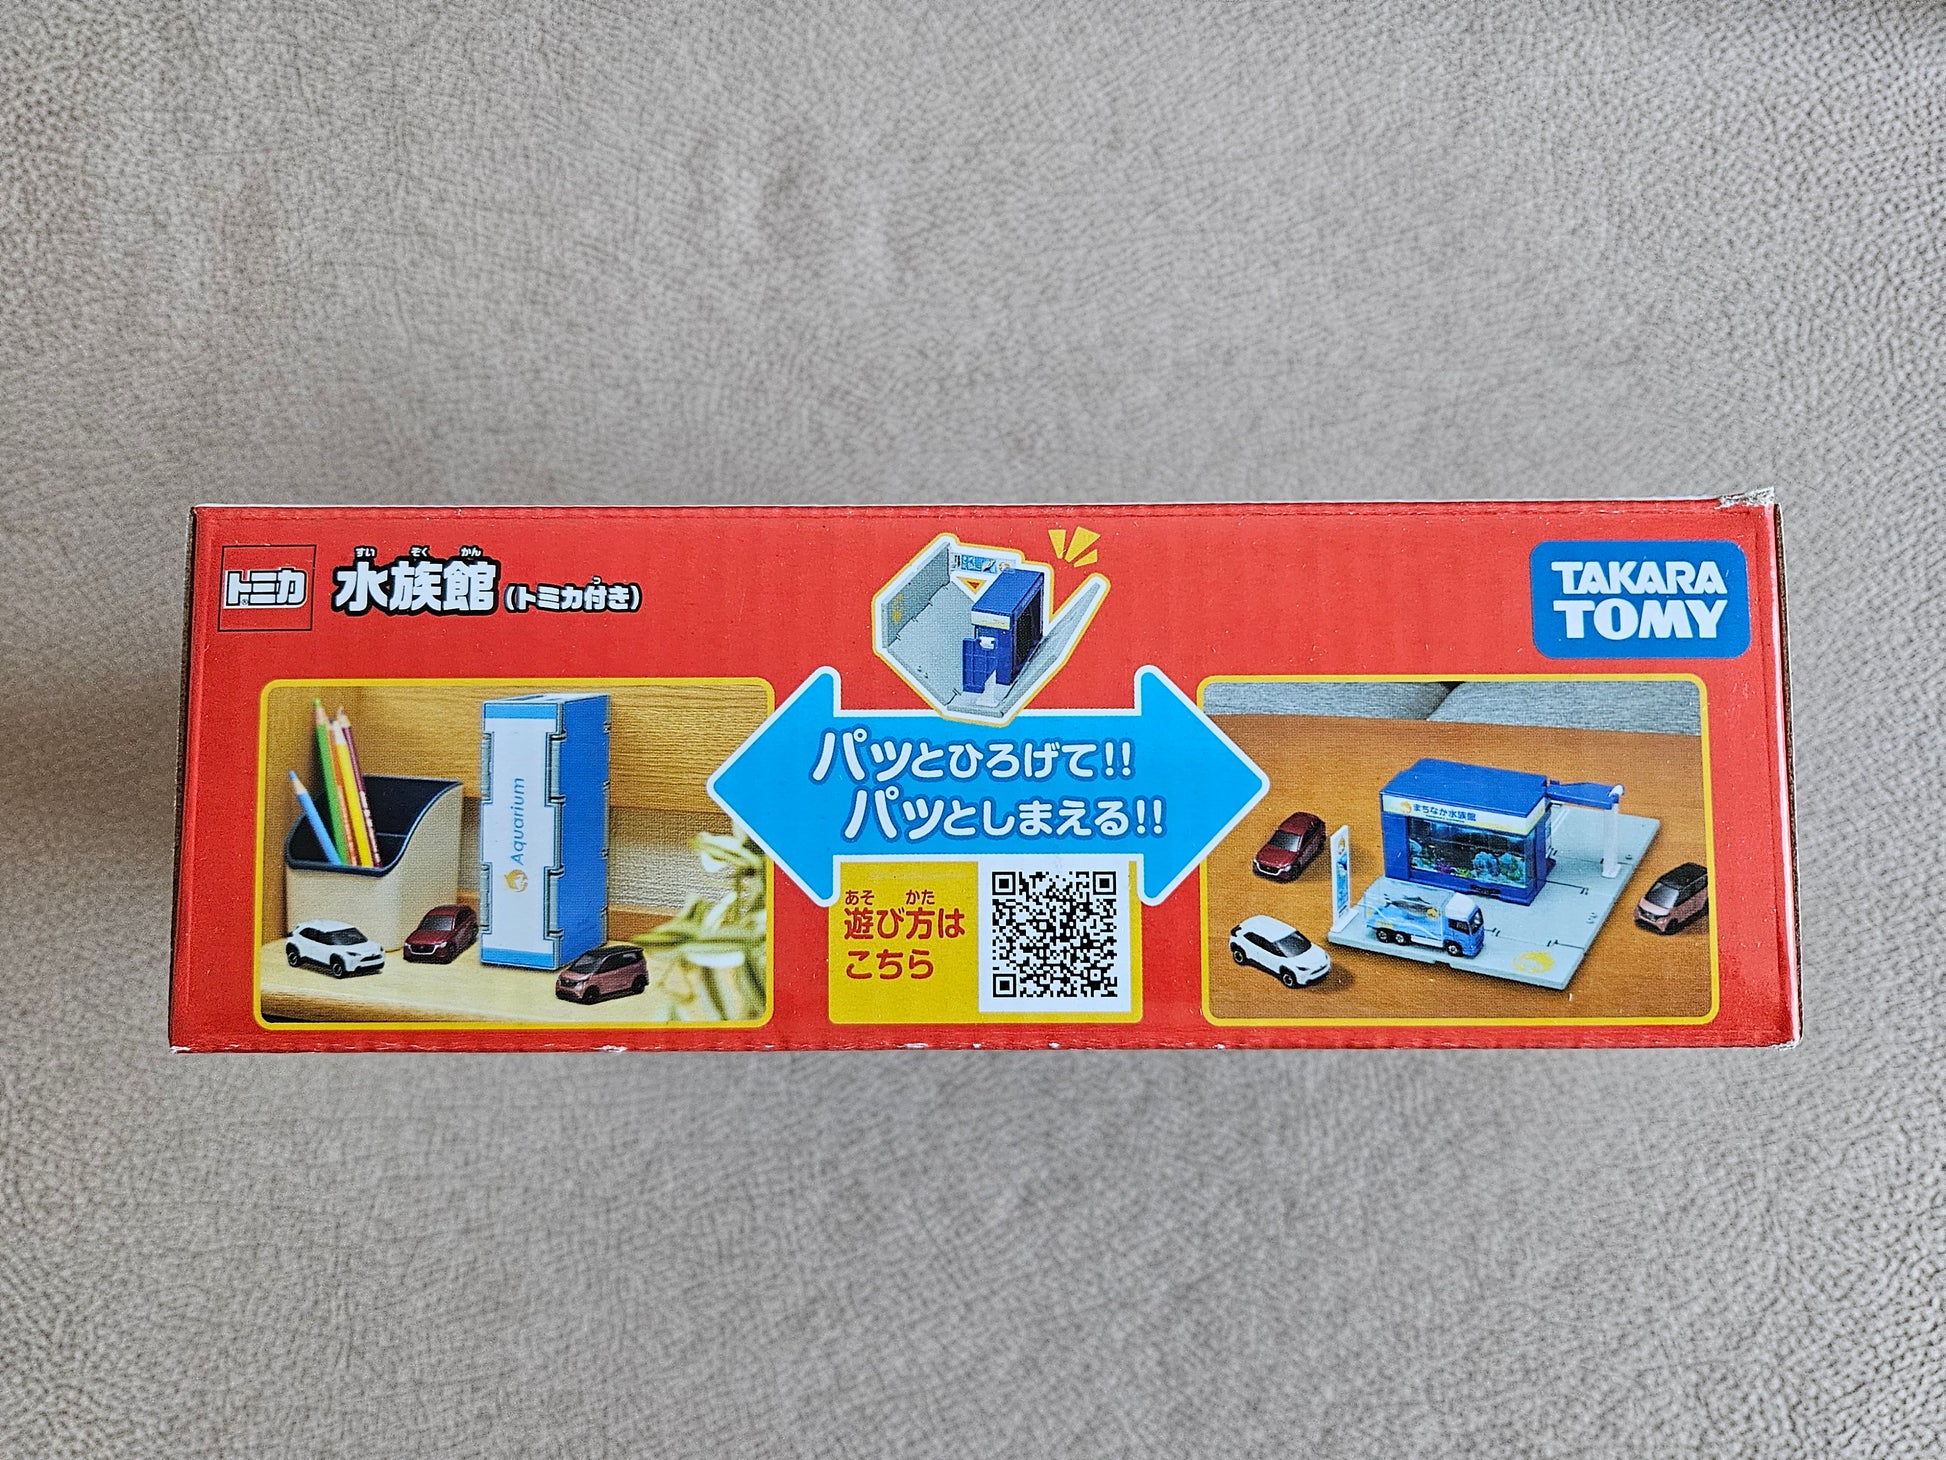 トミカ
すい ぞく かん
水族館(トミカ付き)
つ
TAKARA
TOMY
パッとひろげて!!
パッとしまえる!!
Aquarium
まちなか水族館
あそ かた
遊び方は
こちら